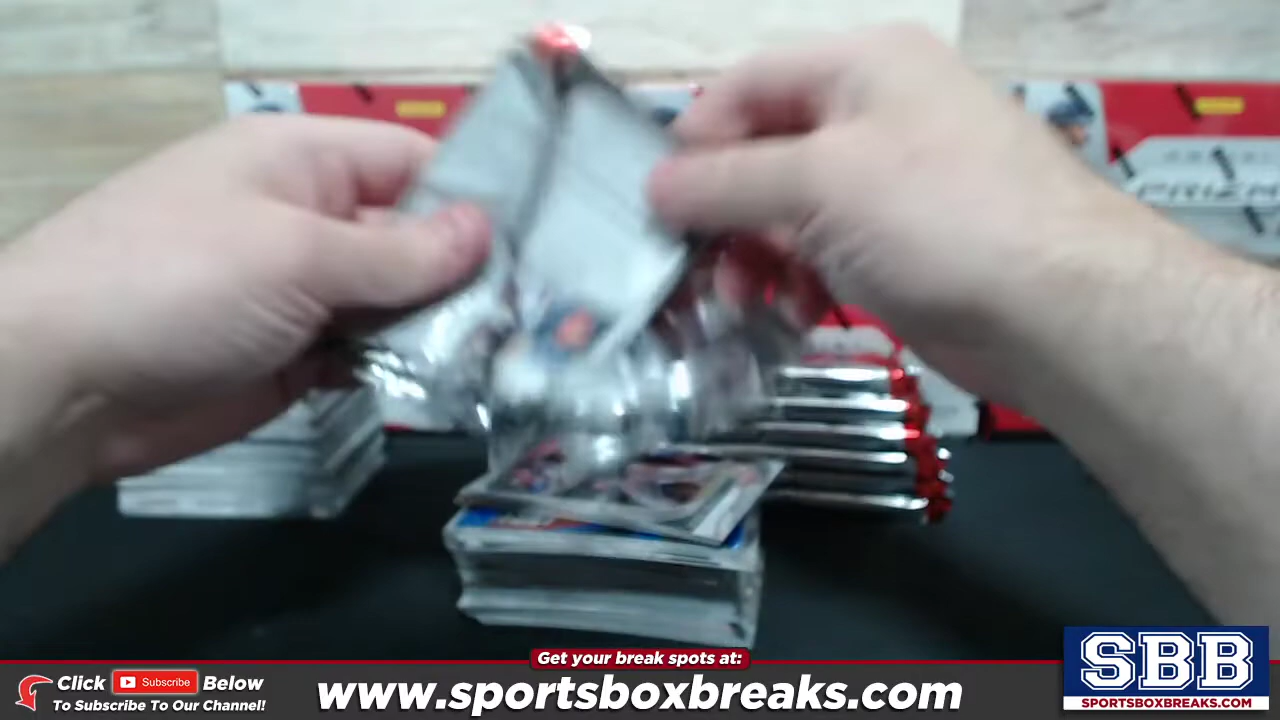 PRIZM
Get your break spots at:
Click Subscribe Below
To Subscribe To Our Channel!
www.sportsboxbreaks.com
SBB
SPORTSBOXBREAKS.COM